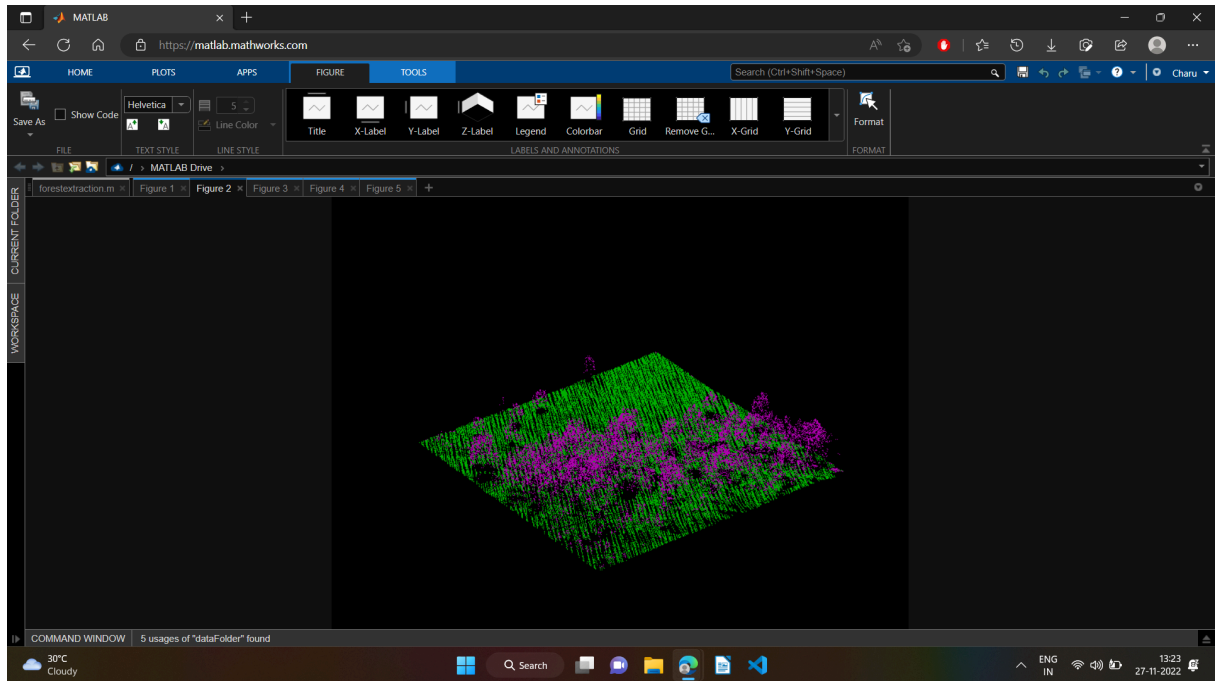 MATLAB
https://matlab.mathworks.com
HOME PLOTS APPS FIGURE TOOLS Search (Ctrl+Shift+Space) Charu
Save As Show Code Helvetica 5 Line Color Title X-Label Y-Label Z-Label Legend Colorbar Grid Remove G... X-Grid Y-Grid Format
FILE TEXT STYLE LINE STYLE LABELS AND ANNOTATIONS FORMAT
/ > MATLAB Drive >
forestextraction.m Figure 1 Figure 2 Figure 3 Figure 4 Figure 5
CURRENT FOLDER
WORKSPACE
COMMAND WINDOW 5 usages of "dataFolder" found
30°C
Cloudy
Search
ENG
IN
13:23
27-11-2022